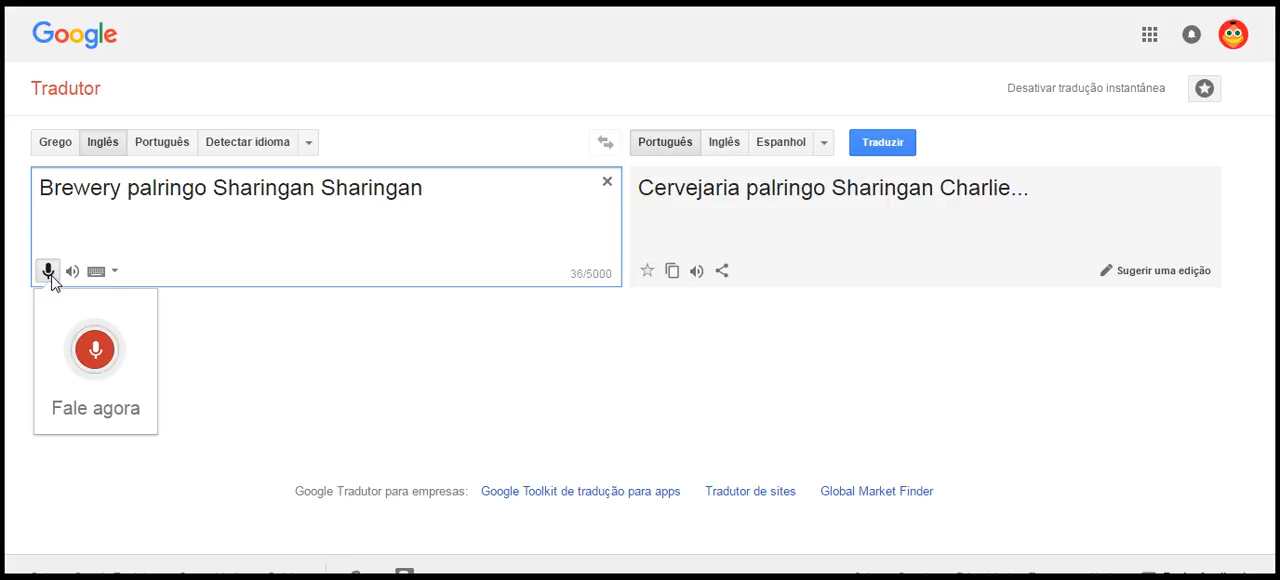 Google
Tradutor
Desativar tradução instantânea
Grego Inglês Português Detectar idioma
Português Inglês Espanhol Traduzir
Brewery palringo Sharingan Sharingan
Cervejaria palringo Sharingan Charlie...
36/5000
Sugerir uma edição
Fale agora
Google Tradutor para empresas: Google Toolkit de tradução para apps Tradutor de sites Global Market Finder